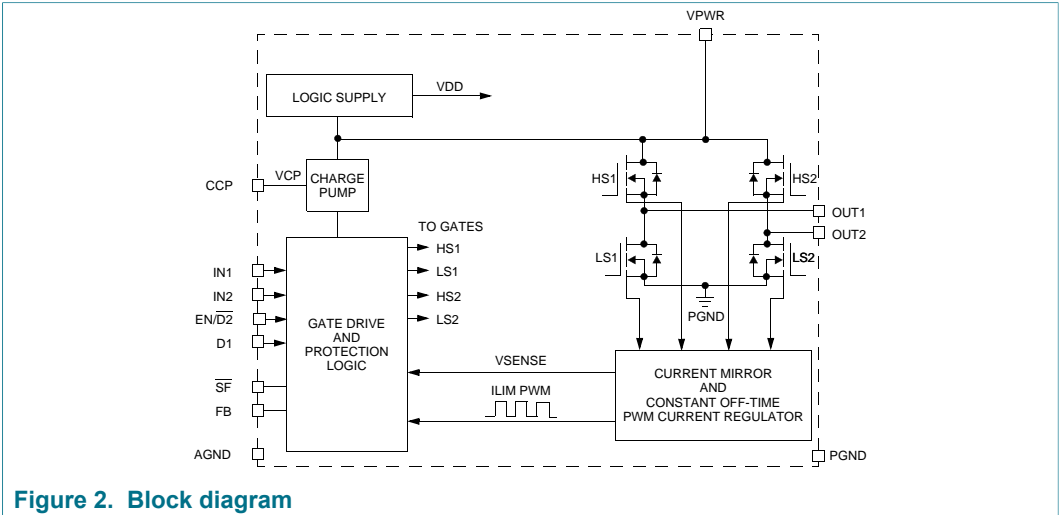 VPWR
LOGIC SUPPLY
VDD
CCP
VCP
CHARGE
PUMP
HS1
HS2
OUT1
OUT2
TO GATES
HS1
LS1
HS2
LS2
LS1
LS2
PGND
IN1
IN2
EN/D2
D1
SF
FB
AGND
GATE DRIVE
AND
PROTECTION
LOGIC
VSENSE
ILIM PWM
CURRENT MIRROR
AND
CONSTANT OFF-TIME
PWM CURRENT REGULATOR
PGND
Figure 2. Block diagram